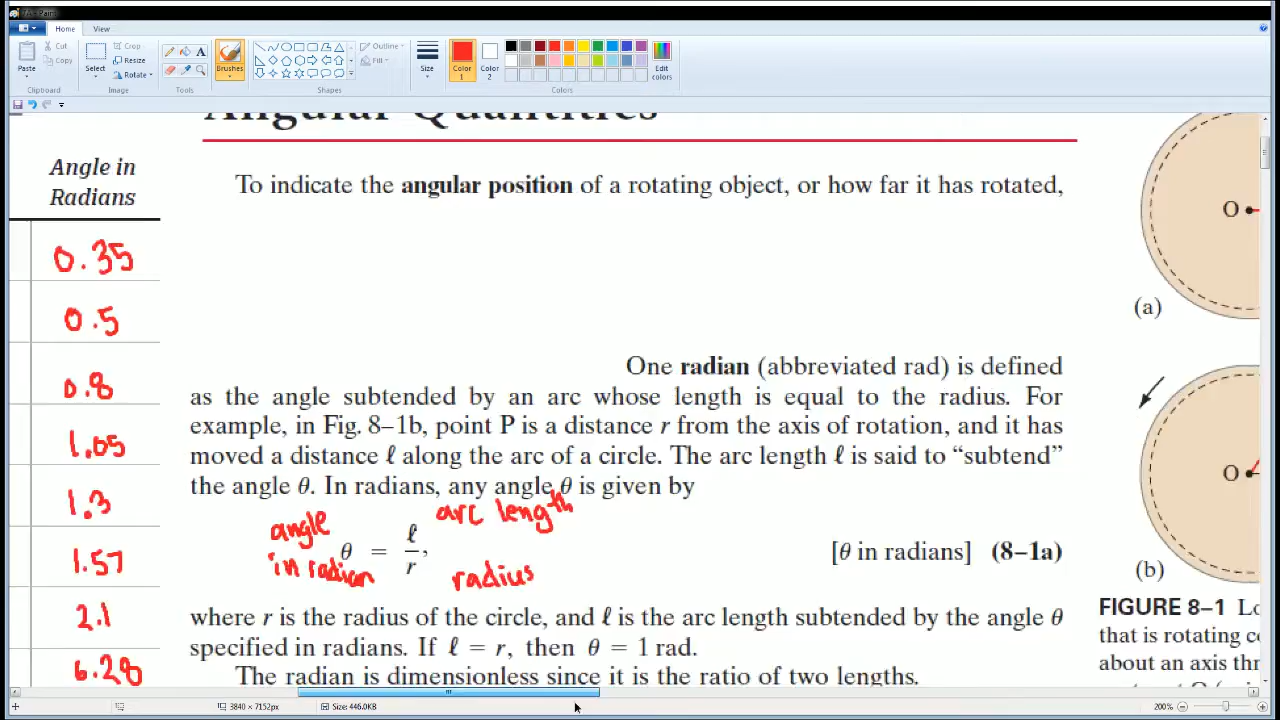 Home View
Paste
Cut
Copy
Clipboard
Select
Crop
Resize
Rotate
Image
A
Tools
Brushes
Shapes
Outline
Fill
Size
Color 1
Color 2
Edit colors
Colors
Angular Quantities
Angle in
Radians
0.35
0.5
0.8
1.05
1.3
1.57
2.1
6.28
To indicate the angular position of a rotating object, or how far it has rotated,
One radian (abbreviated rad) is defined
as the angle subtended by an arc whose length is equal to the radius. For
example, in Fig. 8–1b, point P is a distance r from the axis of rotation, and it has
moved a distance ℓ along the arc of a circle. The arc length ℓ is said to “subtend”
the angle θ. In radians, any angle θ is given by
angle
in radian
arc length
radius
θ = ℓ/r, [θ in radians] (8–1a)
where r is the radius of the circle, and ℓ is the arc length subtended by the angle θ
specified in radians. If ℓ = r, then θ = 1 rad.
The radian is dimensionless since it is the ratio of two lengths.
O
(a)
O
(b)
FIGURE 8–1
that is rotating
about an axis
3840 × 7152px
Size: 446.0KB
200%